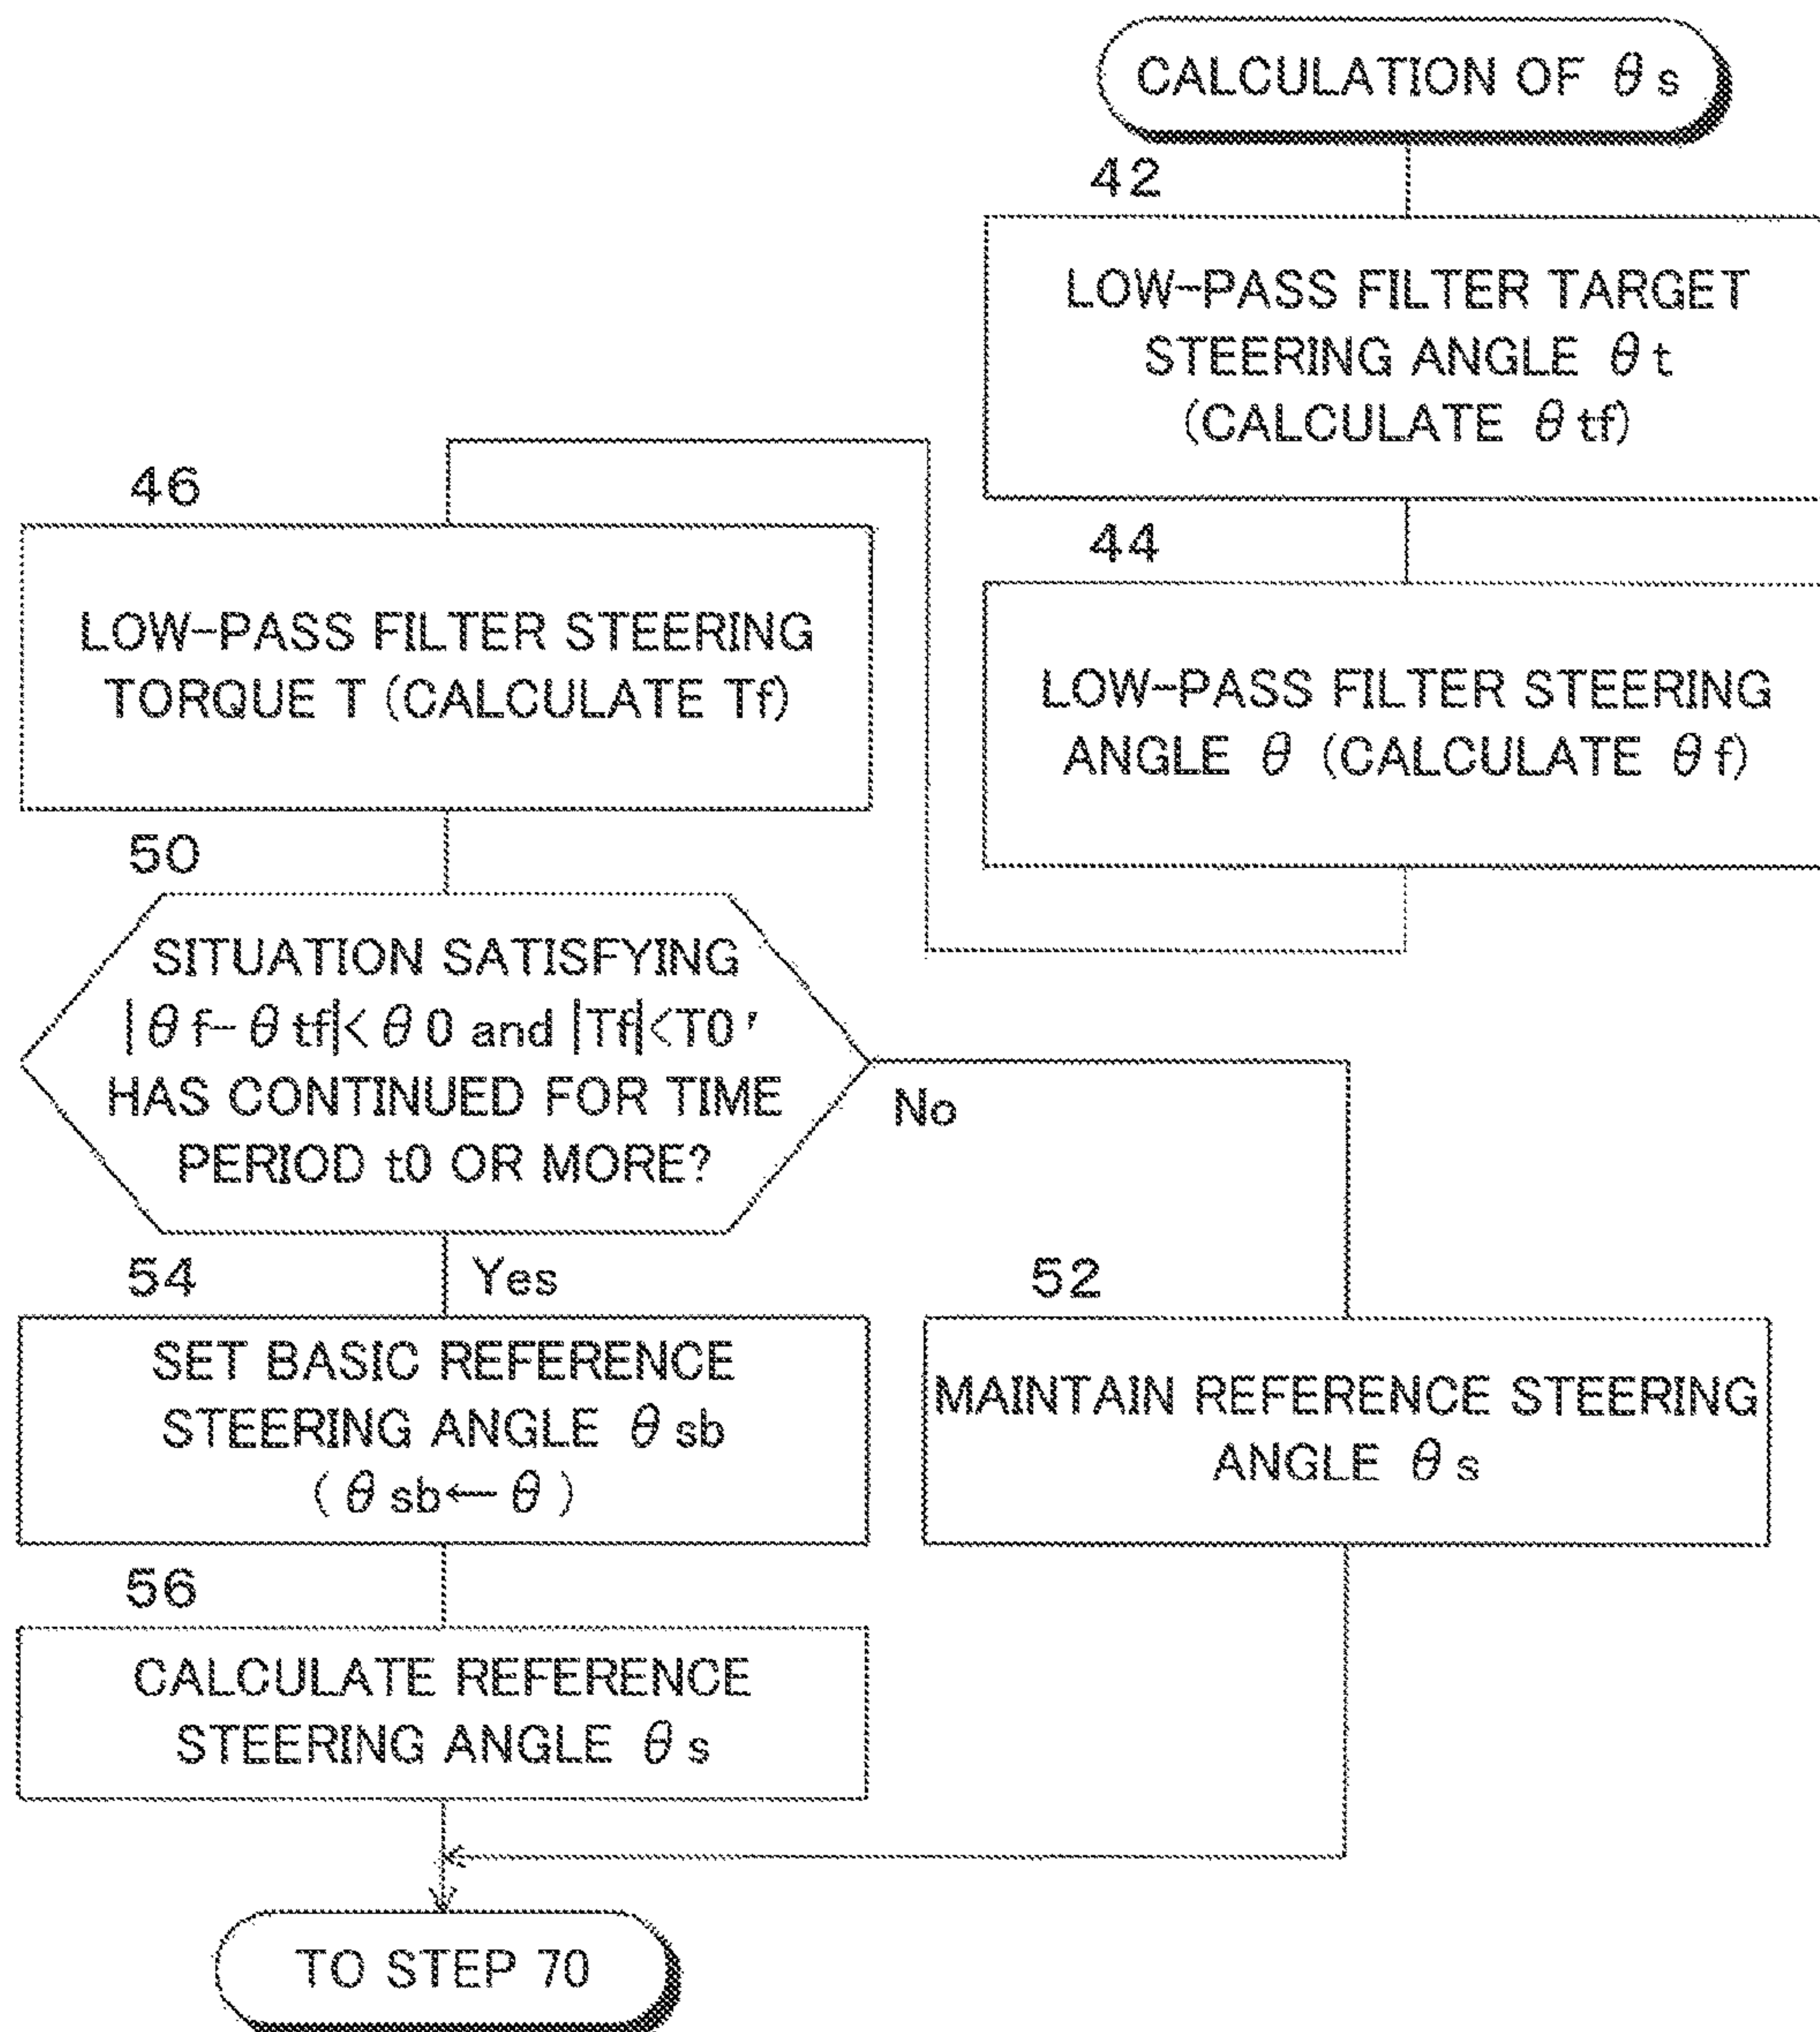 CALCULATION OF θs
42
LOW-PASS FILTER TARGET
STEERING ANGLE θt
(CALCULATE θtf)
44
LOW-PASS FILTER STEERING
ANGLE θ (CALCULATE θf)
46
LOW-PASS FILTER STEERING
TORQUE T (CALCULATE Tf)
50
SITUATION SATISFYING
|θf-θtf|<θ0 and |Tf|<T0'
HAS CONTINUED FOR TIME
PERIOD t0 OR MORE?
No
Yes
52
MAINTAIN REFERENCE STEERING
ANGLE θs
54
SET BASIC REFERENCE
STEERING ANGLE θsb
(θsb←θ)
56
CALCULATE REFERENCE
STEERING ANGLE θs
TO STEP 70